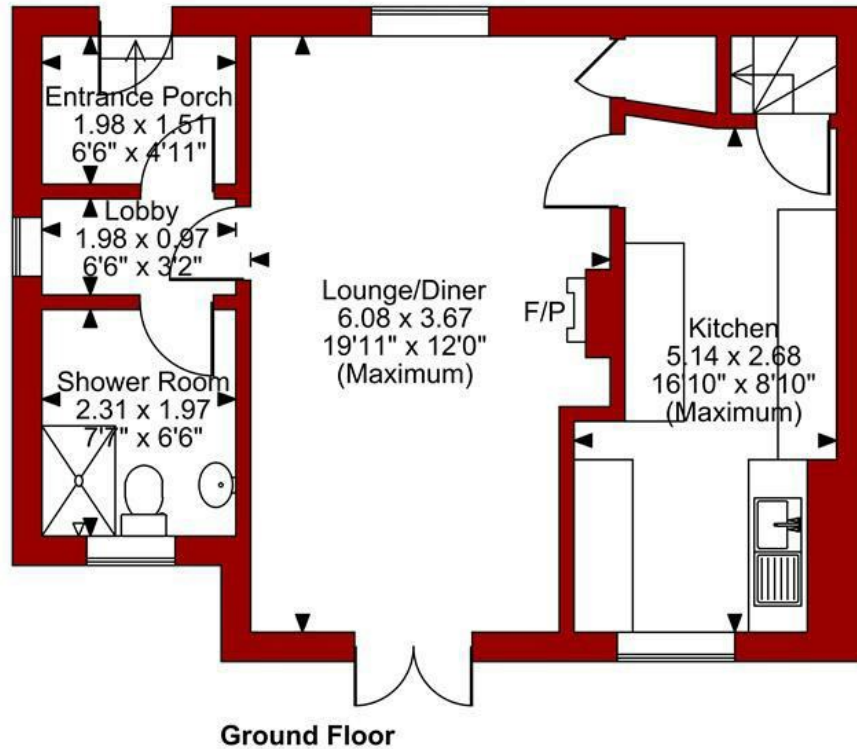 Entrance Porch
1.98 x 1.51
6'6" x 4'11"
Lobby
1.98 x 0.97
6'6" x 3'2"
Shower Room
2.31 x 1.97
7'7" x 6'6"
Lounge/Diner
6.08 x 3.67
19'11" x 12'0"
(Maximum)
F/P
Kitchen
5.14 x 2.68
16'10" x 8'10"
(Maximum)
Ground Floor